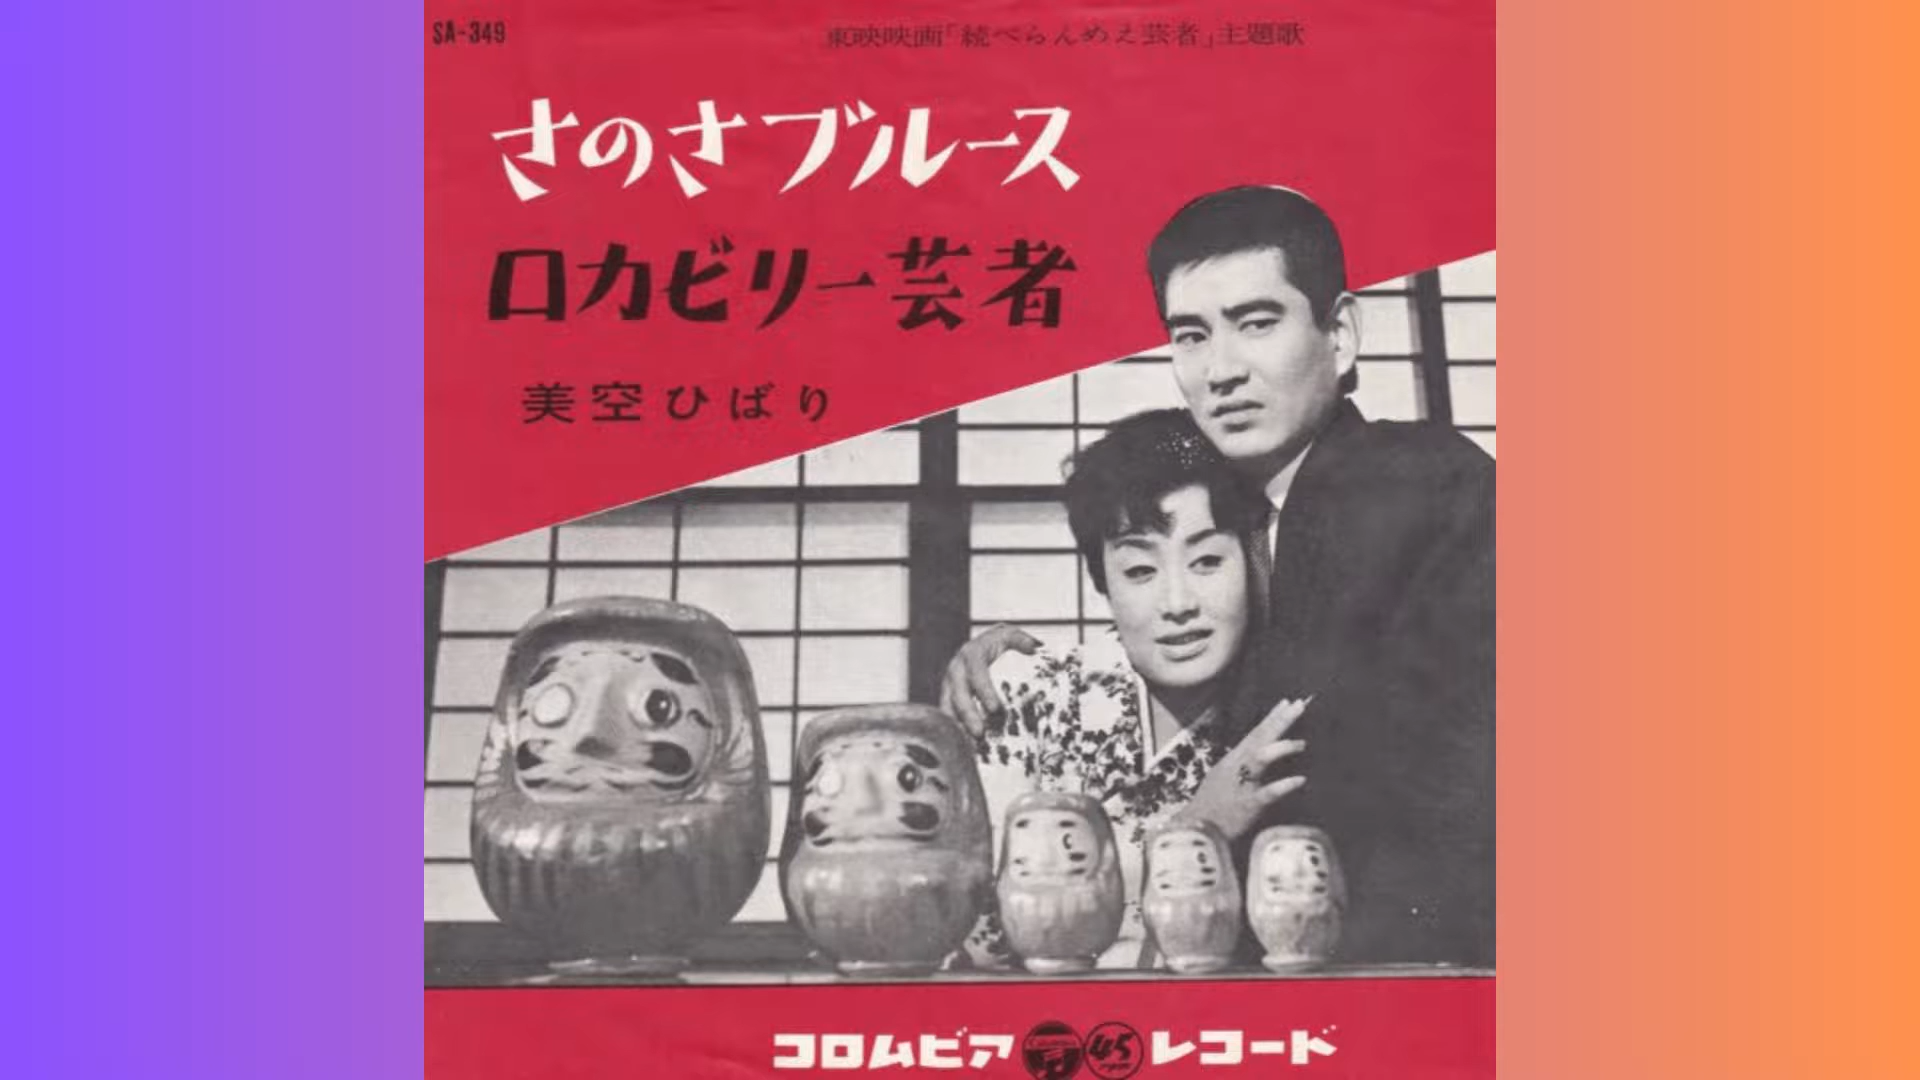 SA-349
東映映画「続べらんめえ芸者」主題歌
さのさブルース
ロカビリー芸者
美空ひばり
コロムビア 45 レコード